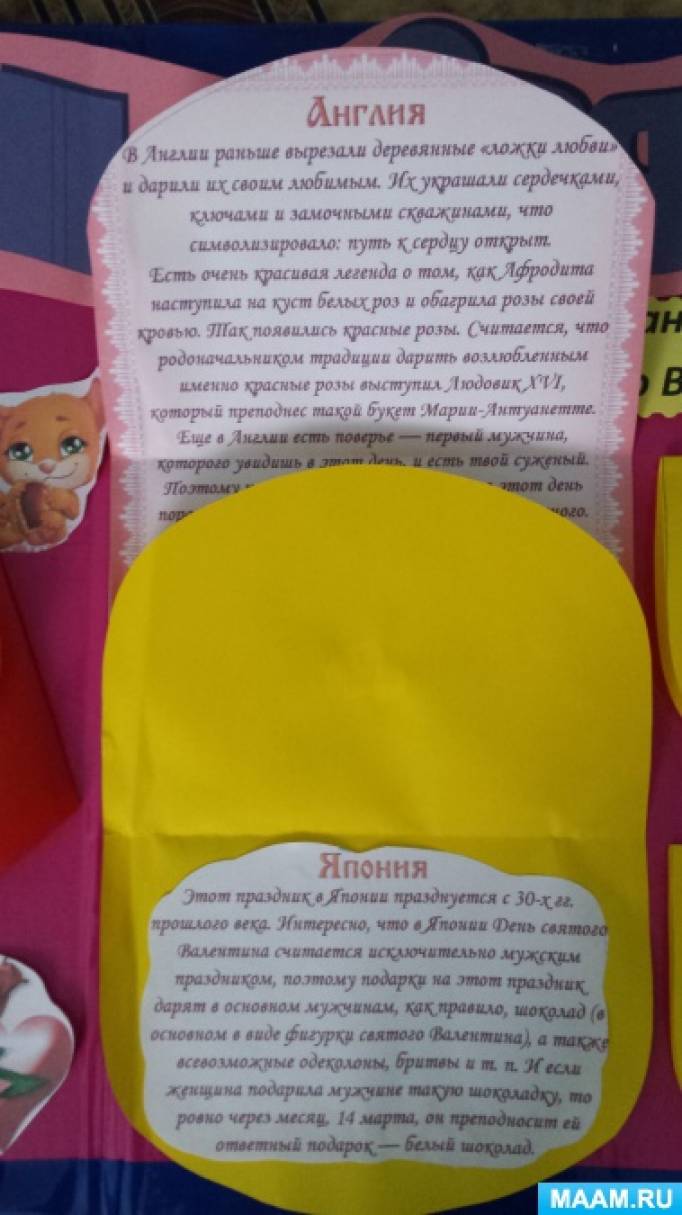 Англия
В Англии раньше вырезали деревянные «ложки любви»
и дарили их своим любимым. Их украшали сердечками,
ключами и замочными скважинами, что
символизировало: путь к сердцу открыт.
Есть очень красивая легенда о том, как Афродита
наступила на куст белых роз и обагрила розы своей
кровью. Так появились красные розы. Считается, что
родоначальником традиции дарить возлюбленным
именно красные розы выступил Людовик XVI,
который преподнес такой букет Марии-Антуанетте.
Еще в Англии есть поверье — первый мужчина,
которого увидишь в этот день, и есть твой суженый.
Поэтому этот день
Япония
Этот праздник в Японии празднуется с 30-х гг.
прошлого века. Интересно, что в Японии День святого
Валентина считается исключительно мужским
праздником, поэтому подарки на этот праздник
дарят в основном мужчинам, как правило, шоколад (в
основном в виде фигурки святого Валентина), а также
всевозможные одеколоны, бритвы и т. п. И если
женщина подарила мужчине такую шоколадку, то
ровно через месяц, 14 марта, он преподносит ей
ответный подарок — белый шоколад.
MAAM.RU